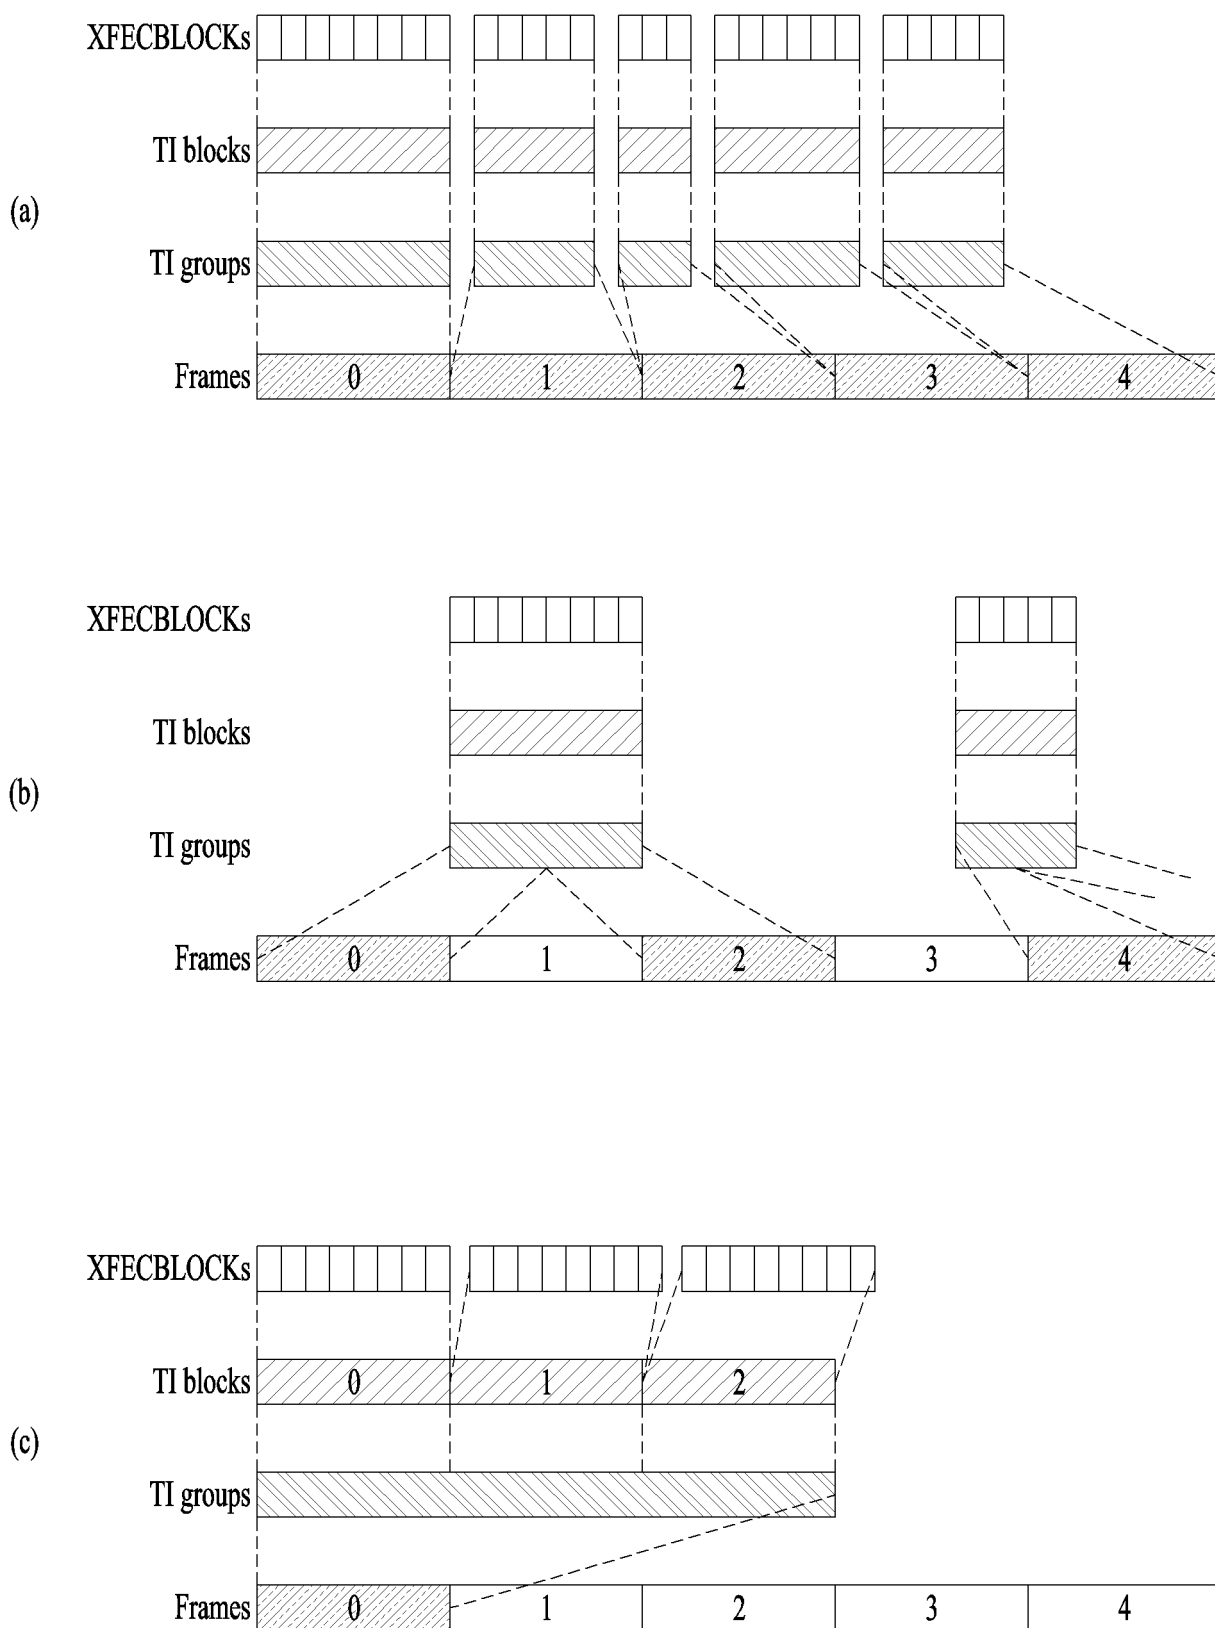 XFECBLOCKs
TI blocks
(a)
TI groups
Frames 0 1 2 3 4
XFECBLOCKs
TI blocks
(b)
TI groups
Frames 0 1 2 3 4
XFECBLOCKs
TI blocks 0 1 2
(c)
TI groups
Frames 0 1 2 3 4